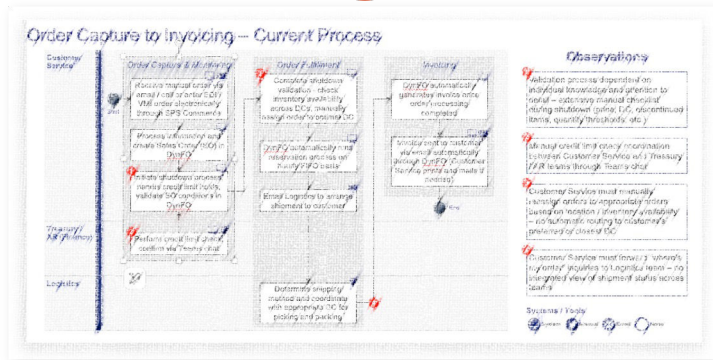 Order Capture to Invoicing – Current Process
Customer
Service
Order Capture & Monitoring
Order Fulfillment
Invoicing
Observations
Receive manual order via
email / call or order EDI /
VMI order electronically
through SPS Commerce
Process information and
create Sales Order (SO) in
DynFO
Initiate shutdown process
remove credit limit holds,
validate SO conditions in
DynFO
Complete shutdown
validation - check
inventory availability
across DCs, manually
assign order to optimal DC
DynFO automatically runs
reservation process on
basis
Email Logistics to arrange
shipment to customer
DynFO automatically
generates invoice once
order processing
completed
Invoice sent to customer
via email automatically
through DynFO (Customer
Service prints and mails if
needed)
Treasury /
AR (Finance)
Perform credit limit check,
confirm via Teams chat
Logistics
Determine shipping
method and coordinate
with appropriate DC for
picking and packing
Validation process dependent on
individual knowledge and attention to
detail – extensive manual checklist
during shutdown (price, DC, discontinued
items, quantity thresholds, etc.)
Manual credit limit check coordination
between Customer Service and Treasury
/ AR teams through Teams chat
Customer Service must manually
reassign orders to appropriate orders
based on location / inventory availability
– no automatic routing to customer's
preferred or closest DC
Customer Service must forward "where's
my order" inquiries to Logistics team – no
integrated view of shipment status across
teams
Systems / Tools